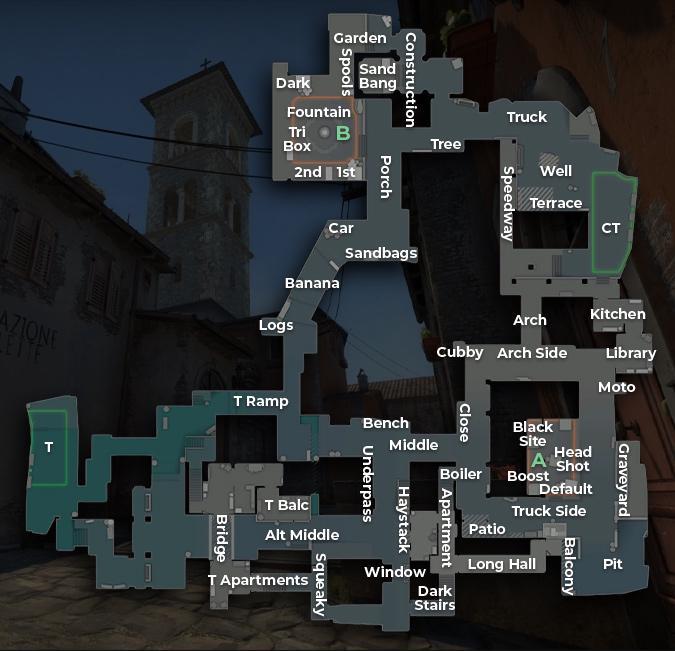 Garden
Construction
Spools
Sand
Bang
Dark
Fountain
Tri
Box
B
2nd
1st
Truck
Tree
Porch
Speedway
Well
Terrace
CT
Car
Sandbags
Banana
Logs
Arch
Kitchen
Cubby
Arch Side
Library
Moto
T Ramp
Close
T
Bench
Middle
Black
Site
A
Head
Shot
Underpass
Boiler
Boost
Default
Graveyard
T Balc
Haystack
Apartment
Truck Side
Bridge
Alt Middle
Patio
Squeaky
T Apartments
Window
Long Hall
Balcony
Pit
Dark
Stairs